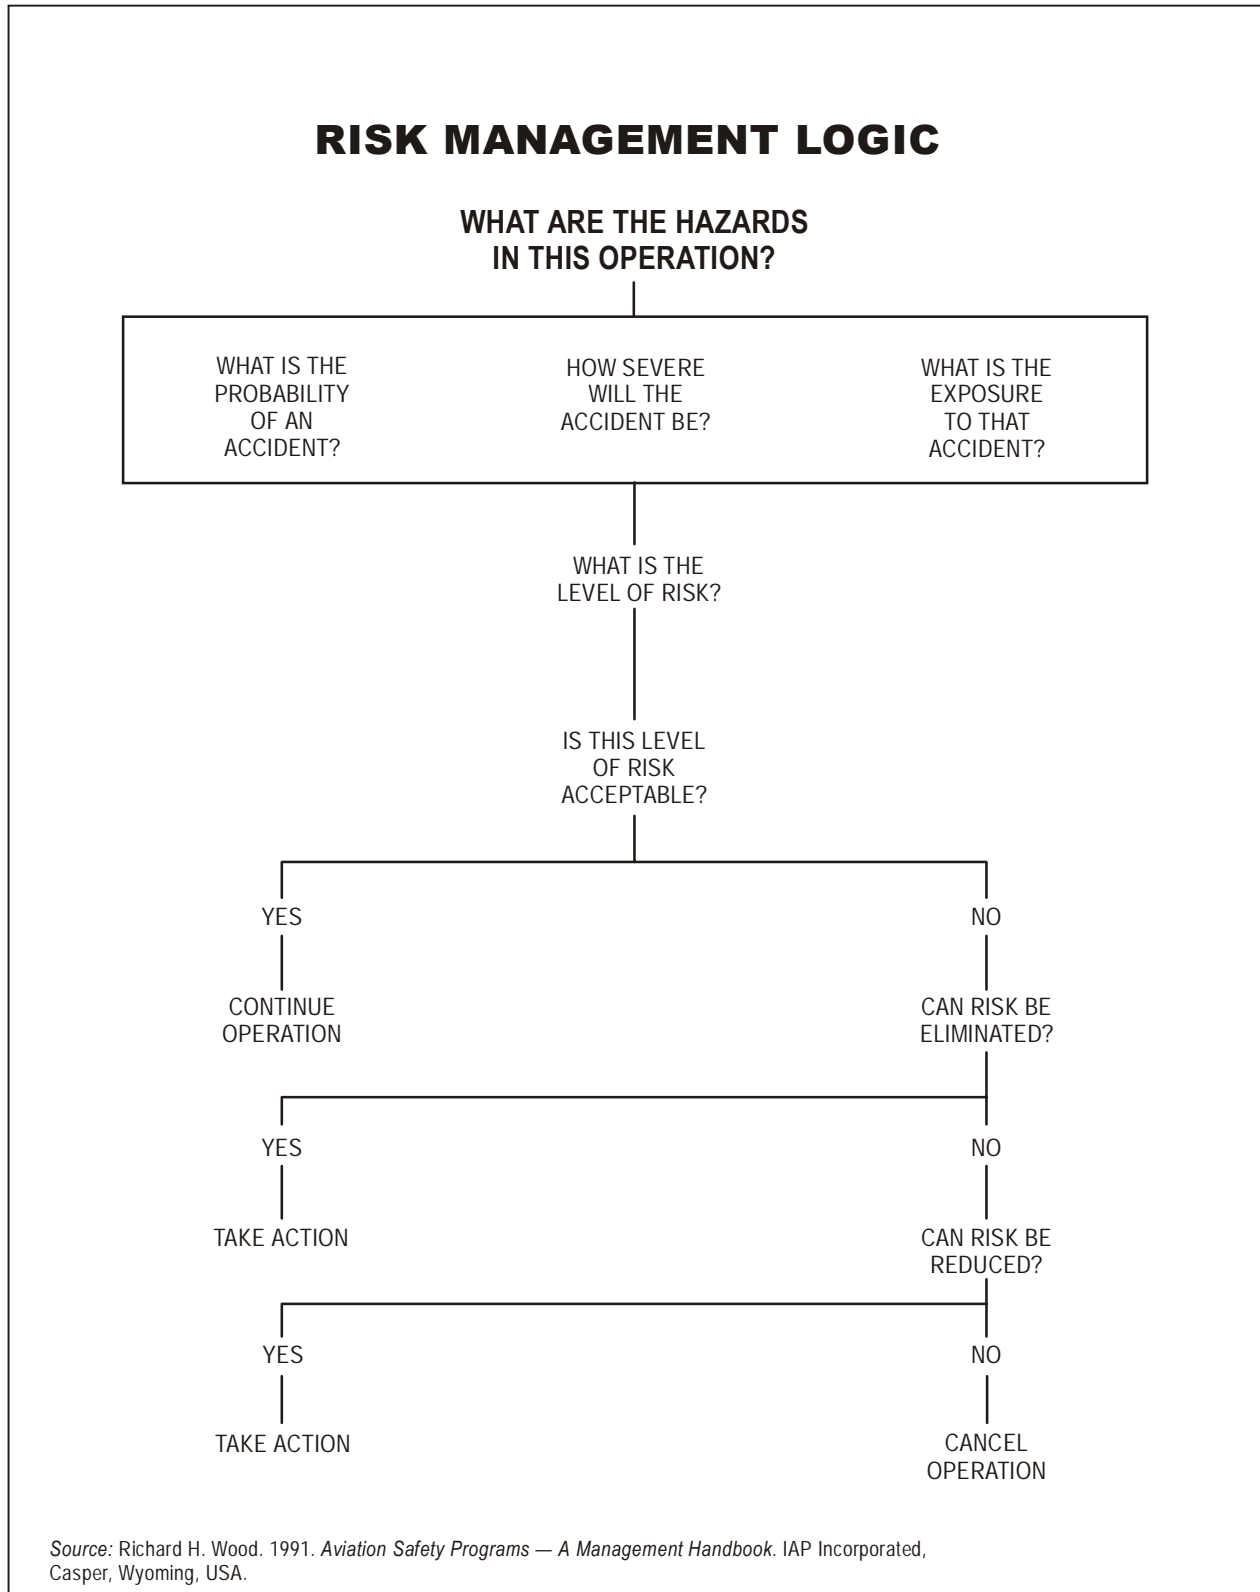 RISK MANAGEMENT LOGIC
WHAT ARE THE HAZARDS
IN THIS OPERATION?
WHAT IS THE
PROBABILITY
OF AN
ACCIDENT?
HOW SEVERE
WILL THE
ACCIDENT BE?
WHAT IS THE
EXPOSURE
TO THAT
ACCIDENT?
WHAT IS THE
LEVEL OF RISK?
IS THIS LEVEL
OF RISK
ACCEPTABLE?
YES
NO
CONTINUE
OPERATION
CAN RISK BE
ELIMINATED?
YES
NO
TAKE ACTION
CAN RISK BE
REDUCED?
YES
NO
TAKE ACTION
CANCEL
OPERATION
Source: Richard H. Wood. 1991. Aviation Safety Programs — A Management Handbook. IAP Incorporated,
Casper, Wyoming, USA.